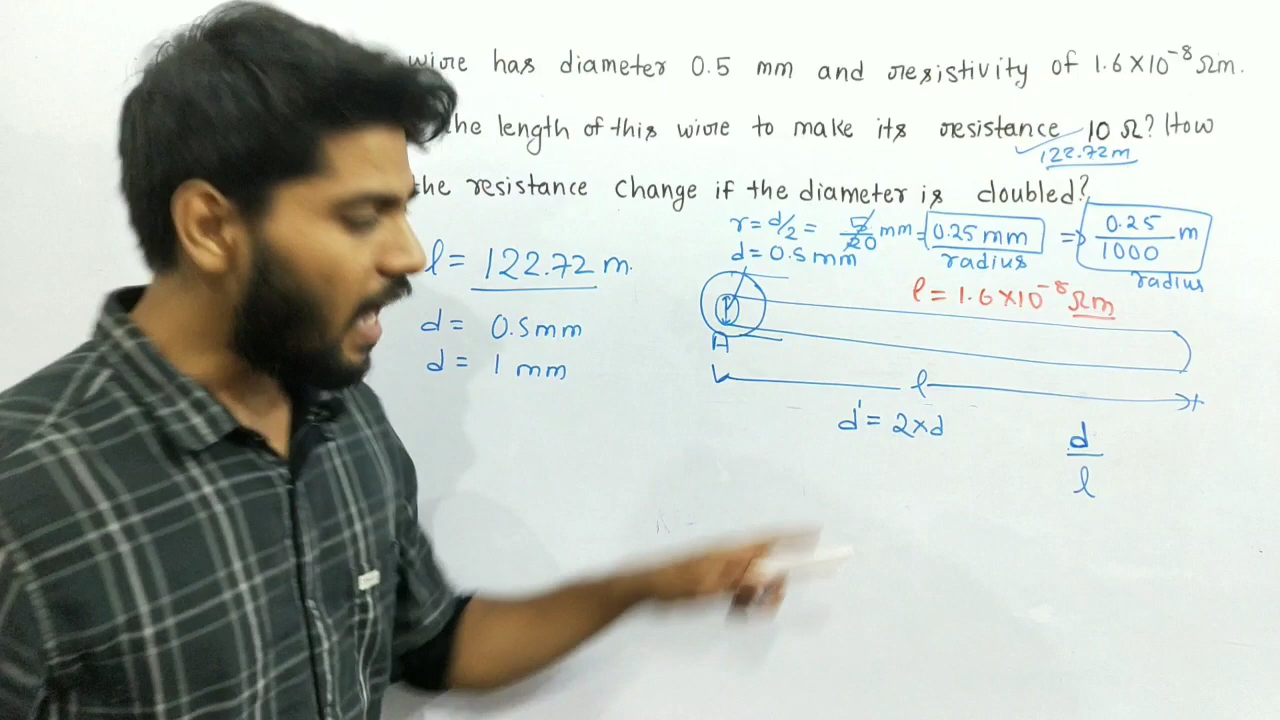 wire has diameter 0.5 mm and resistivity of 1.6×10⁻⁸ Ωm.
the length of this wire to make its resistance 10 Ω? How
122.72m
the resistance change if the diameter is doubled?
r = d/2 = 5/20 mm = 0.25 mm => 0.25/1000 m
radius
radius
d = 0.5 mm
l = 122.72 m.
ρ = 1.6×10⁻⁸ Ωm
d = 0.5mm
d = 1 mm
A
l
d' = 2×d
d/l